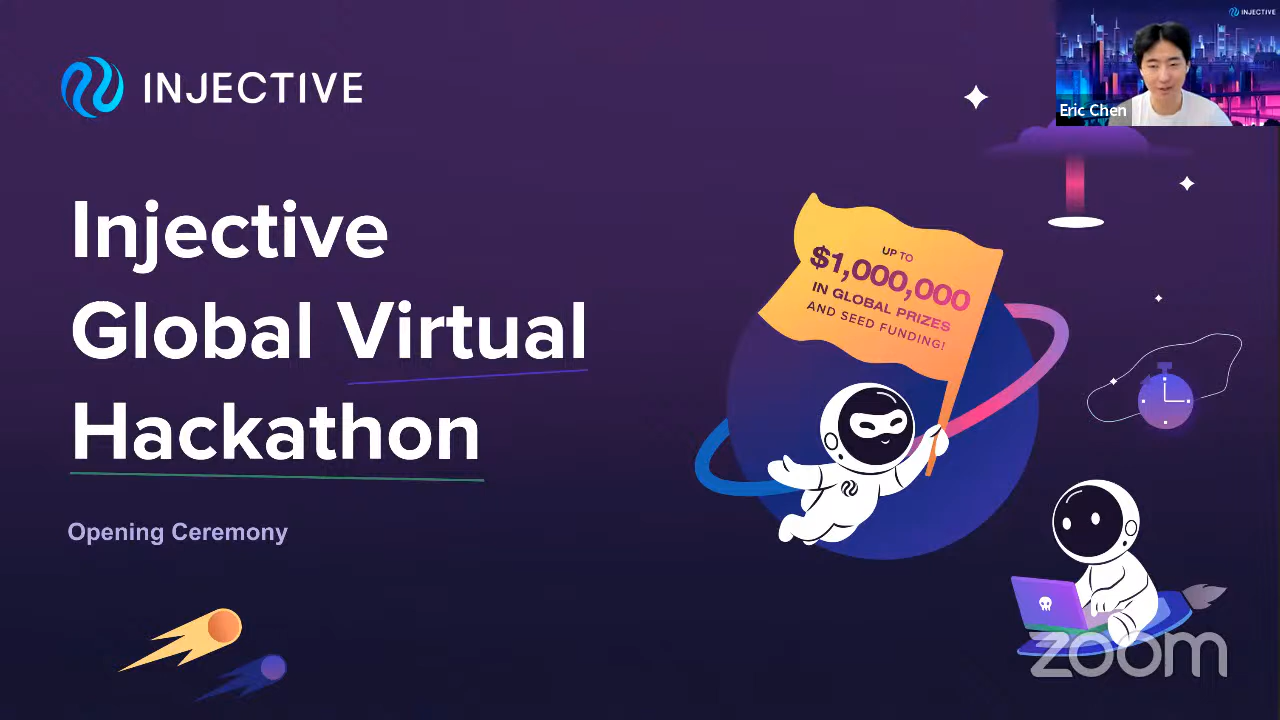 INJECTIVE
INJECTIVE
Eric Chen
Injective
Global Virtual
Hackathon
Opening Ceremony
UP TO
$1,000,000
IN GLOBAL PRIZES
AND SEED FUNDING!
zoom